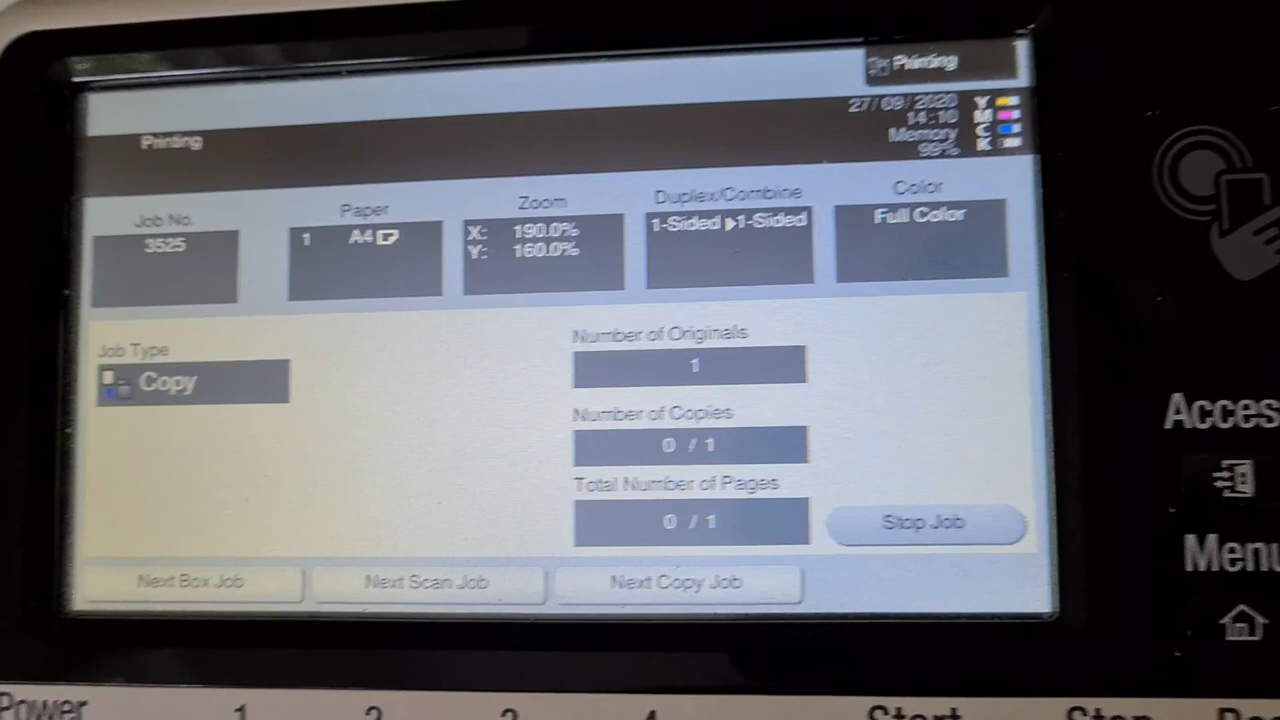 Printing
27/09/2020
14:10
Memory
99%
Y
M
C
K
Printing
Job No.
3525
Paper
1 A4
Zoom
X: 190.0%
Y: 160.0%
Duplex/Combine
1-Sided 1-Sided
Color
Full Color
Job Type
Copy
Number of Originals
1
Number of Copies
0 / 1
Total Number of Pages
0 / 1
Stop Job
Next Box Job
Next Scan Job
Next Copy Job
Acces
Menu
Power
1
2
3
4
Start
Stop